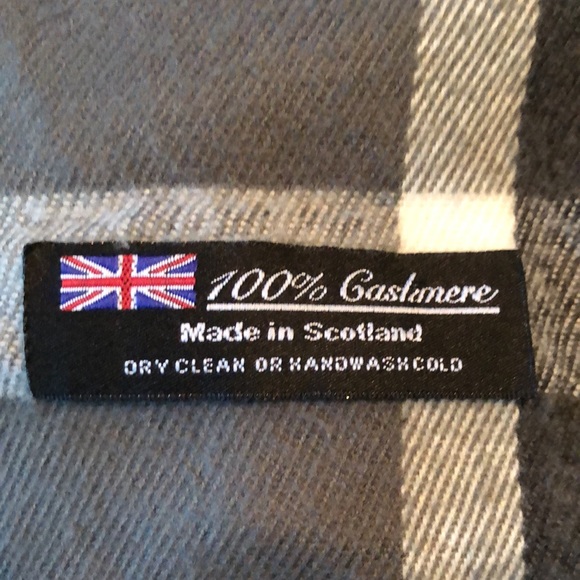 100% Cashmere
Made in Scotland
DRY CLEAN OR HANDWASH COLD